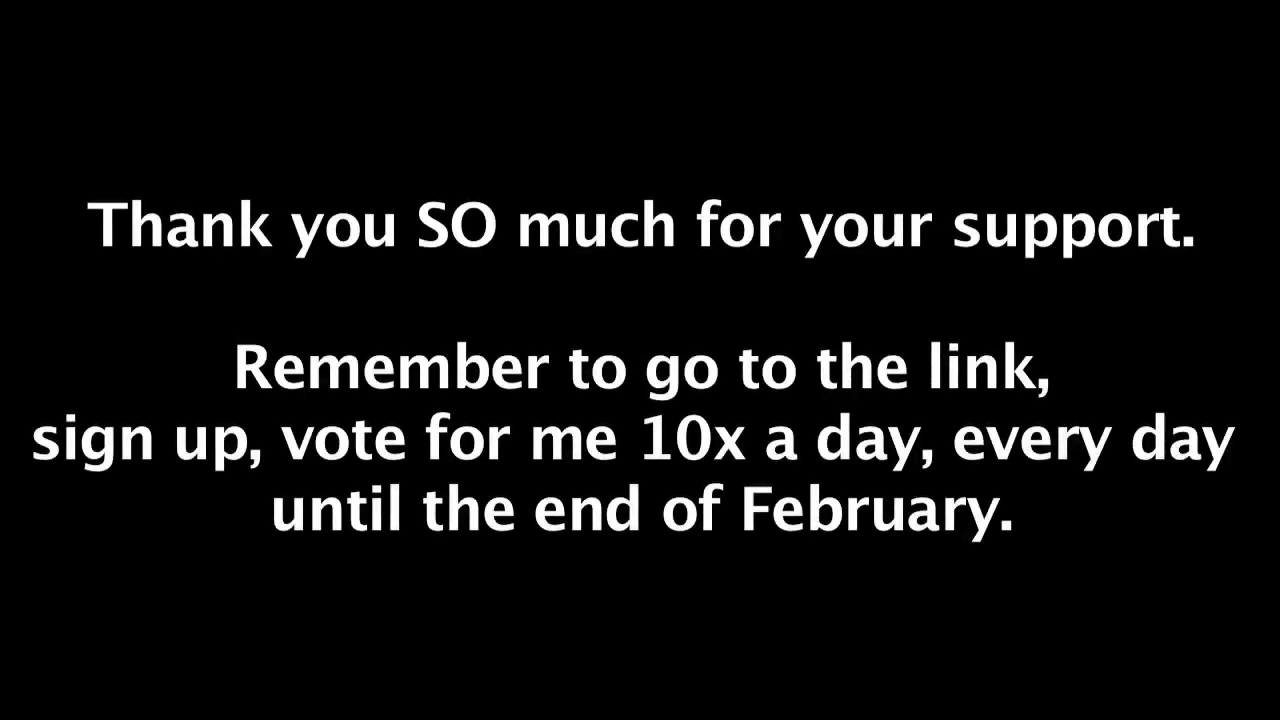 Thank you SO much for your support.
Remember to go to the link,
sign up, vote for me 10x a day, every day
until the end of February.